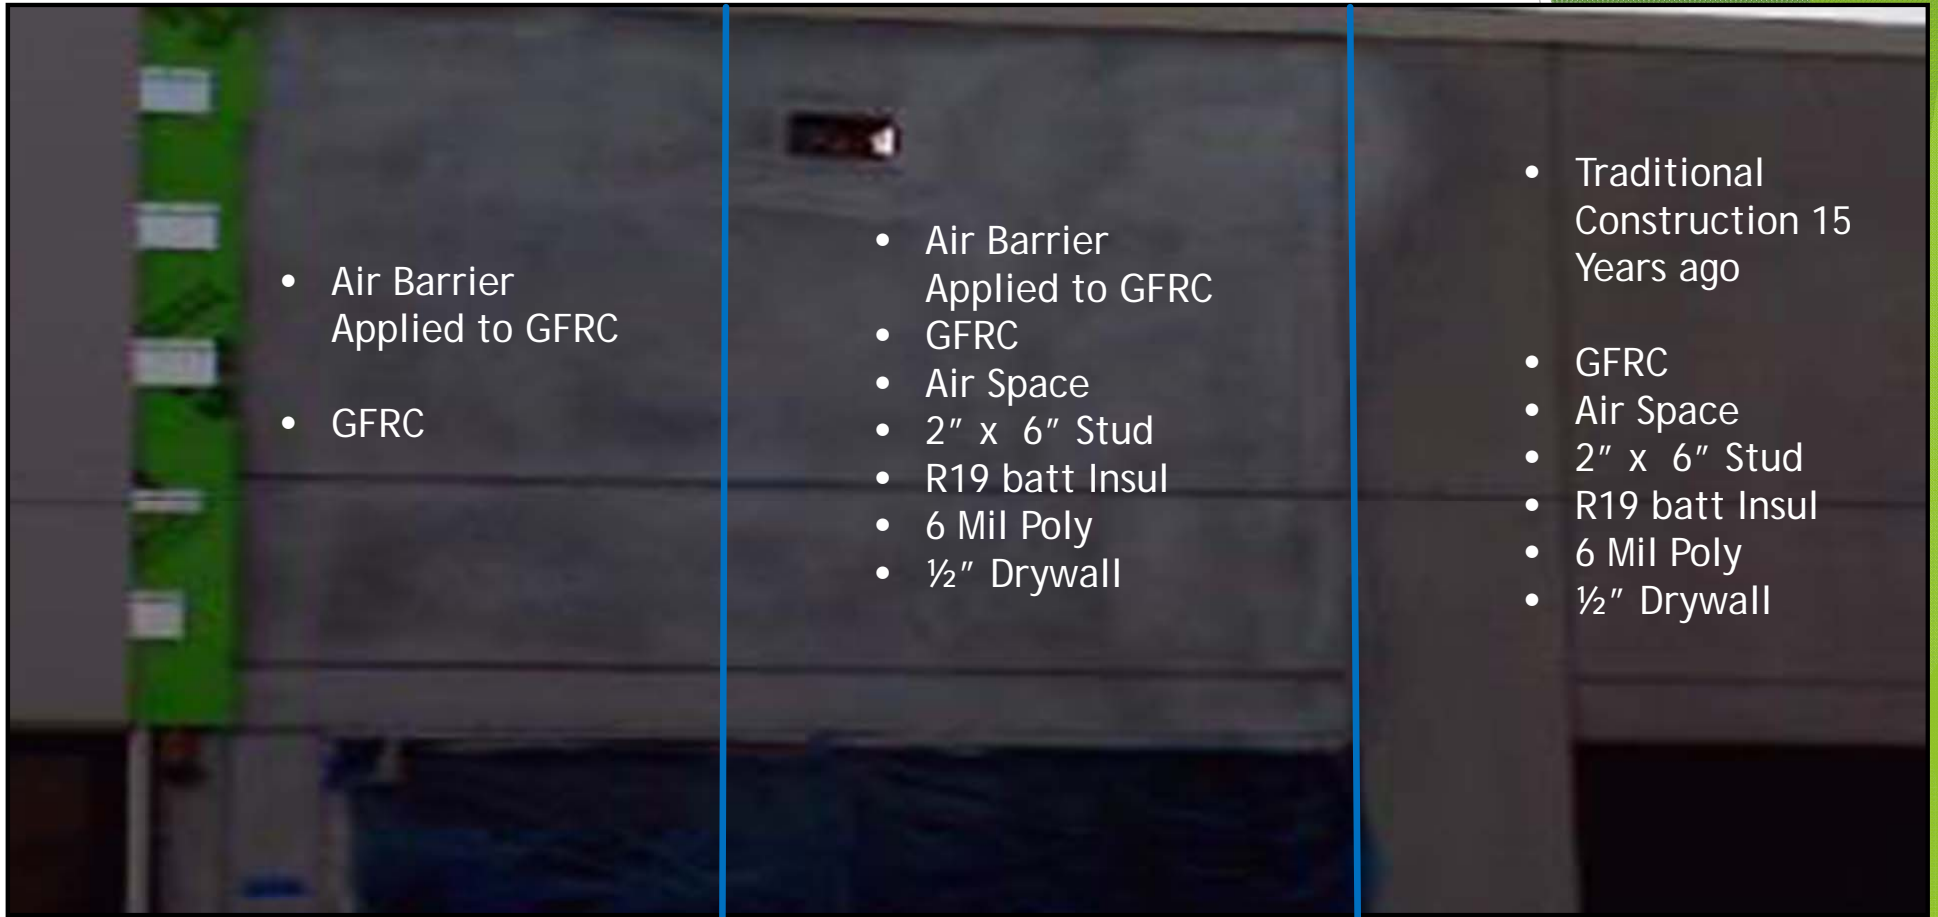 • Air Barrier
Applied to GFRC
• GFRC
• Air Barrier
Applied to GFRC
• GFRC
• Air Space
• 2" x 6" Stud
• R19 batt Insul
• 6 Mil Poly
• ½" Drywall
• Traditional
Construction 15
Years ago
• GFRC
• Air Space
• 2" x 6" Stud
• R19 batt Insul
• 6 Mil Poly
• ½" Drywall